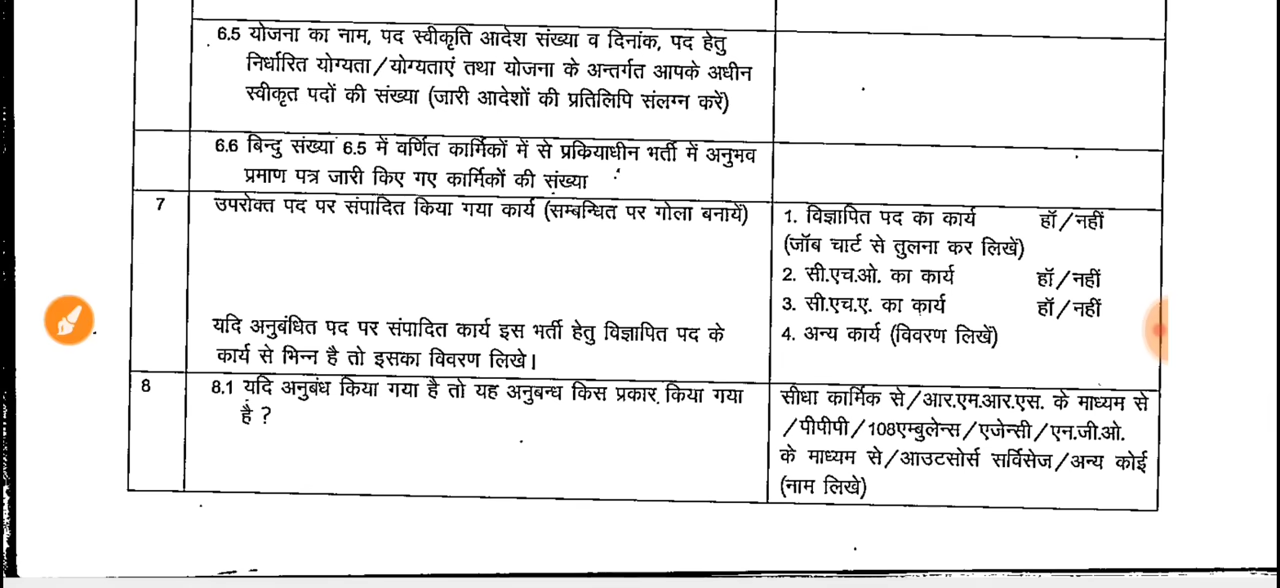 6.5 योजना का नाम, पद स्वीकृति आदेश संख्या व दिनांक, पद हेतु
निर्धारित योग्यता/योग्यताएं तथा योजना के अन्तर्गत आपके अधीन
स्वीकृत पदों की संख्या (जारी आदेशों की प्रतिलिपि संलग्न करें)
6.6 बिन्दु संख्या 6.5 में वर्णित कार्मिकों में से प्रकियाधीन भर्ती में अनुभव
प्रमाण पत्र जारी किए गए कार्मिकों की संख्या
7
उपरोक्त पद पर संपादित किया गया कार्य (सम्बन्धित पर गोला बनायें)
यदि अनुबंधित पद पर संपादित कार्य इस भर्ती हेतु विज्ञापित पद के
कार्य से भिन्न है तो इसका विवरण लिखे।
1. विज्ञापित पद का कार्य हॉ/नहीं
(जॉब चार्ट से तुलना कर लिखें)
2. सी.एच.ओ. का कार्य हॉ/नहीं
3. सी.एच.ए. का कार्य हॉ/नहीं
4. अन्य कार्य (विवरण लिखें)
8
8.1 यदि अनुबंध किया गया है तो यह अनुबन्ध किस प्रकार किया गया
है ?
सीधा कार्मिक से/आर.एम.आर.एस. के माध्यम से
/पीपीपी/108एम्बुलेन्स/एजेन्सी/एन.जी.ओ.
के माध्यम से/आउटसोर्स सर्विसेज/अन्य कोई
(नाम लिखे)